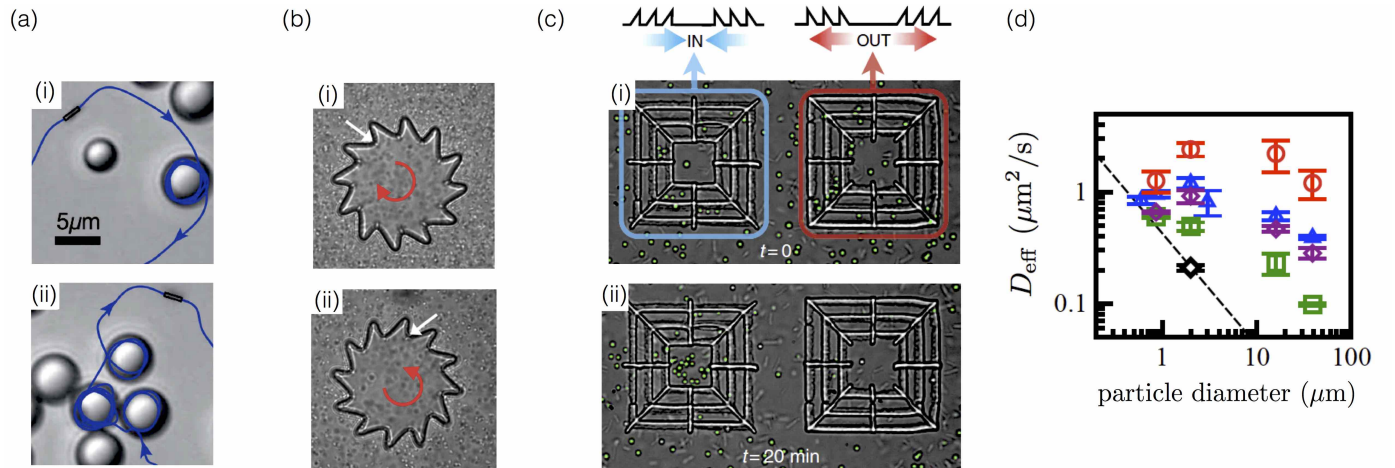 (a)
(i)
5μm
(ii)
(b)
(i)
(ii)
(c)
IN
OUT
(i)
t=0
(ii)
t=20 min
(d)
D_eff (μm²/s)
1
0.1
1
10
100
particle diameter (μm)